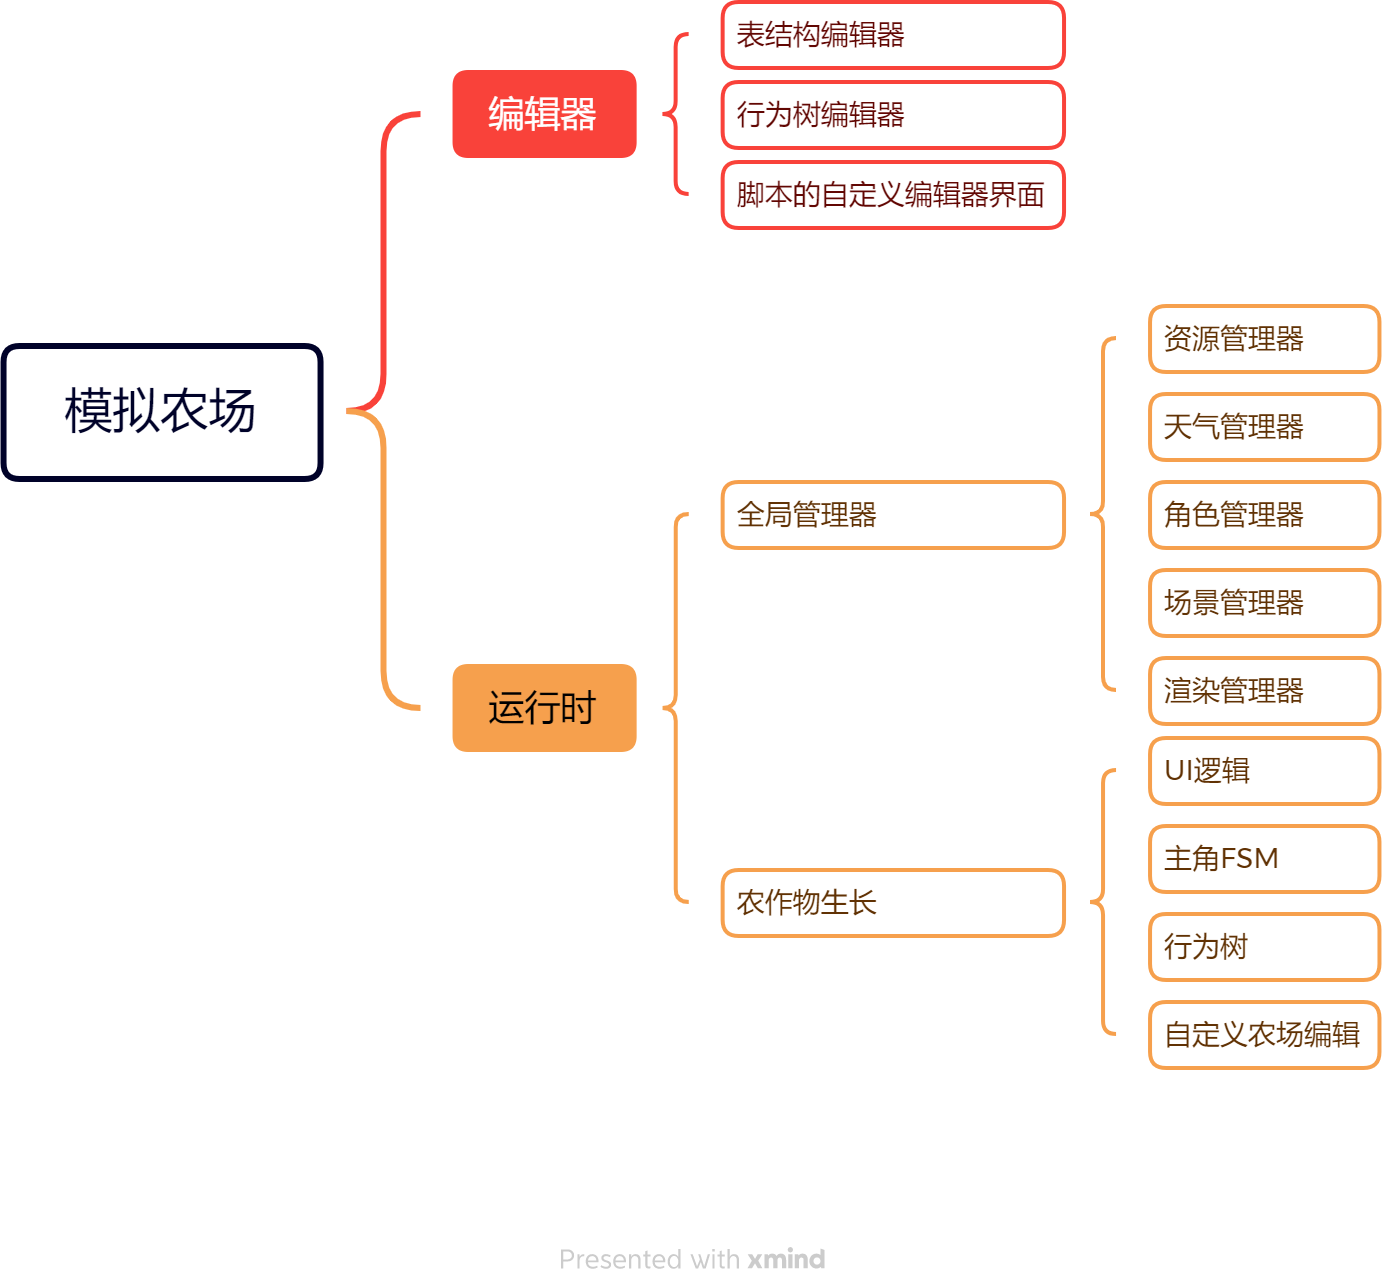 模拟农场
编辑器
表结构编辑器
行为树编辑器
脚本的自定义编辑器界面
运行时
全局管理器
资源管理器
天气管理器
角色管理器
场景管理器
渲染管理器
农作物生长
UI逻辑
主角FSM
行为树
自定义农场编辑
Presented with xmind